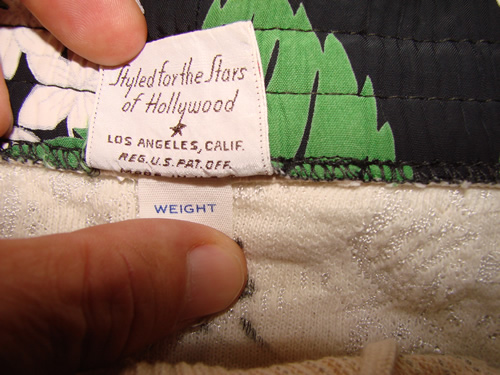 Styled for the Stars
of Hollywood
LOS ANGELES, CALIF.
REG. U.S. PAT. OFF.
WEIGHT